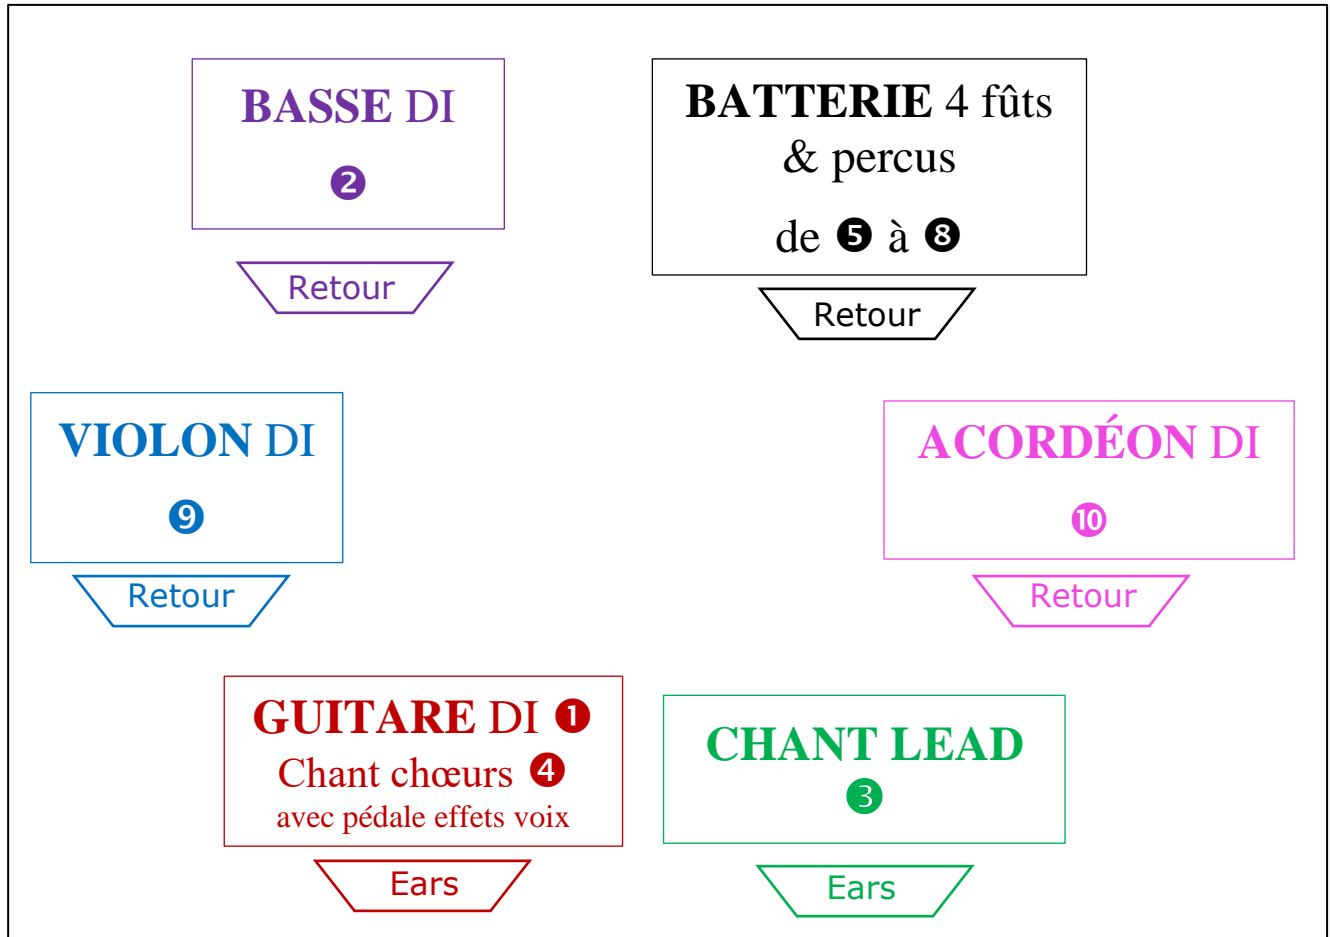 BASSE DI
❷
Retour
BATTERIE 4 fûts
& percus
de ❺ à ❽
Retour
VIOLON DI
❾
Retour
ACORDÉON DI
❿
Retour
GUITARE DI ❶
Chant chœurs ❹
avec pédale effets voix
Ears
CHANT LEAD
❸
Ears